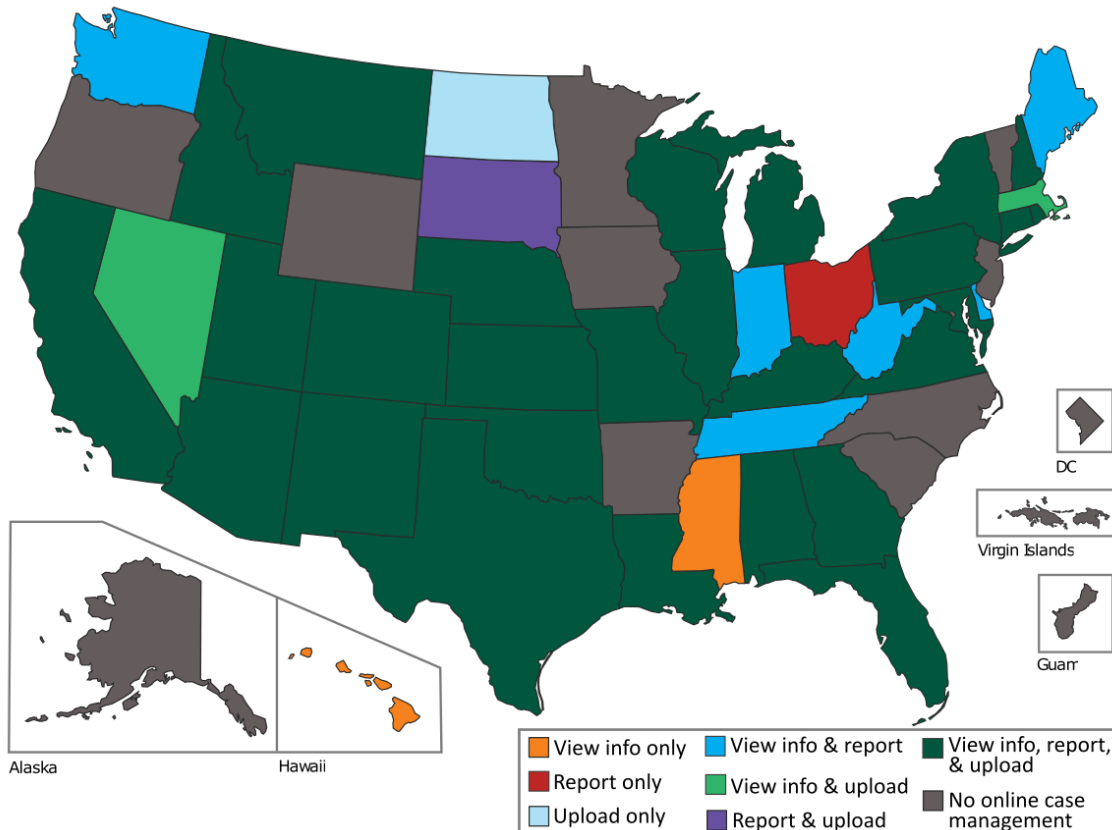 DC
Virgin Islands
Guam
Alaska
Hawaii
View info only
View info & report
View info, report,
& upload
Report only
View info & upload
Upload only
Report & upload
No online case
management